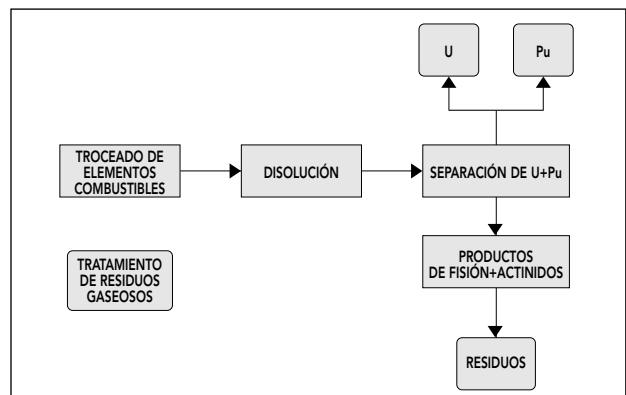 U
Pu
TROCEADO DE
ELEMENTOS
COMBUSTIBLES
DISOLUCIÓN
SEPARACIÓN DE U+Pu
TRATAMIENTO
DE RESIDUOS
GASEOSOS
PRODUCTOS
DE FISIÓN+ACTINIDOS
RESIDUOS